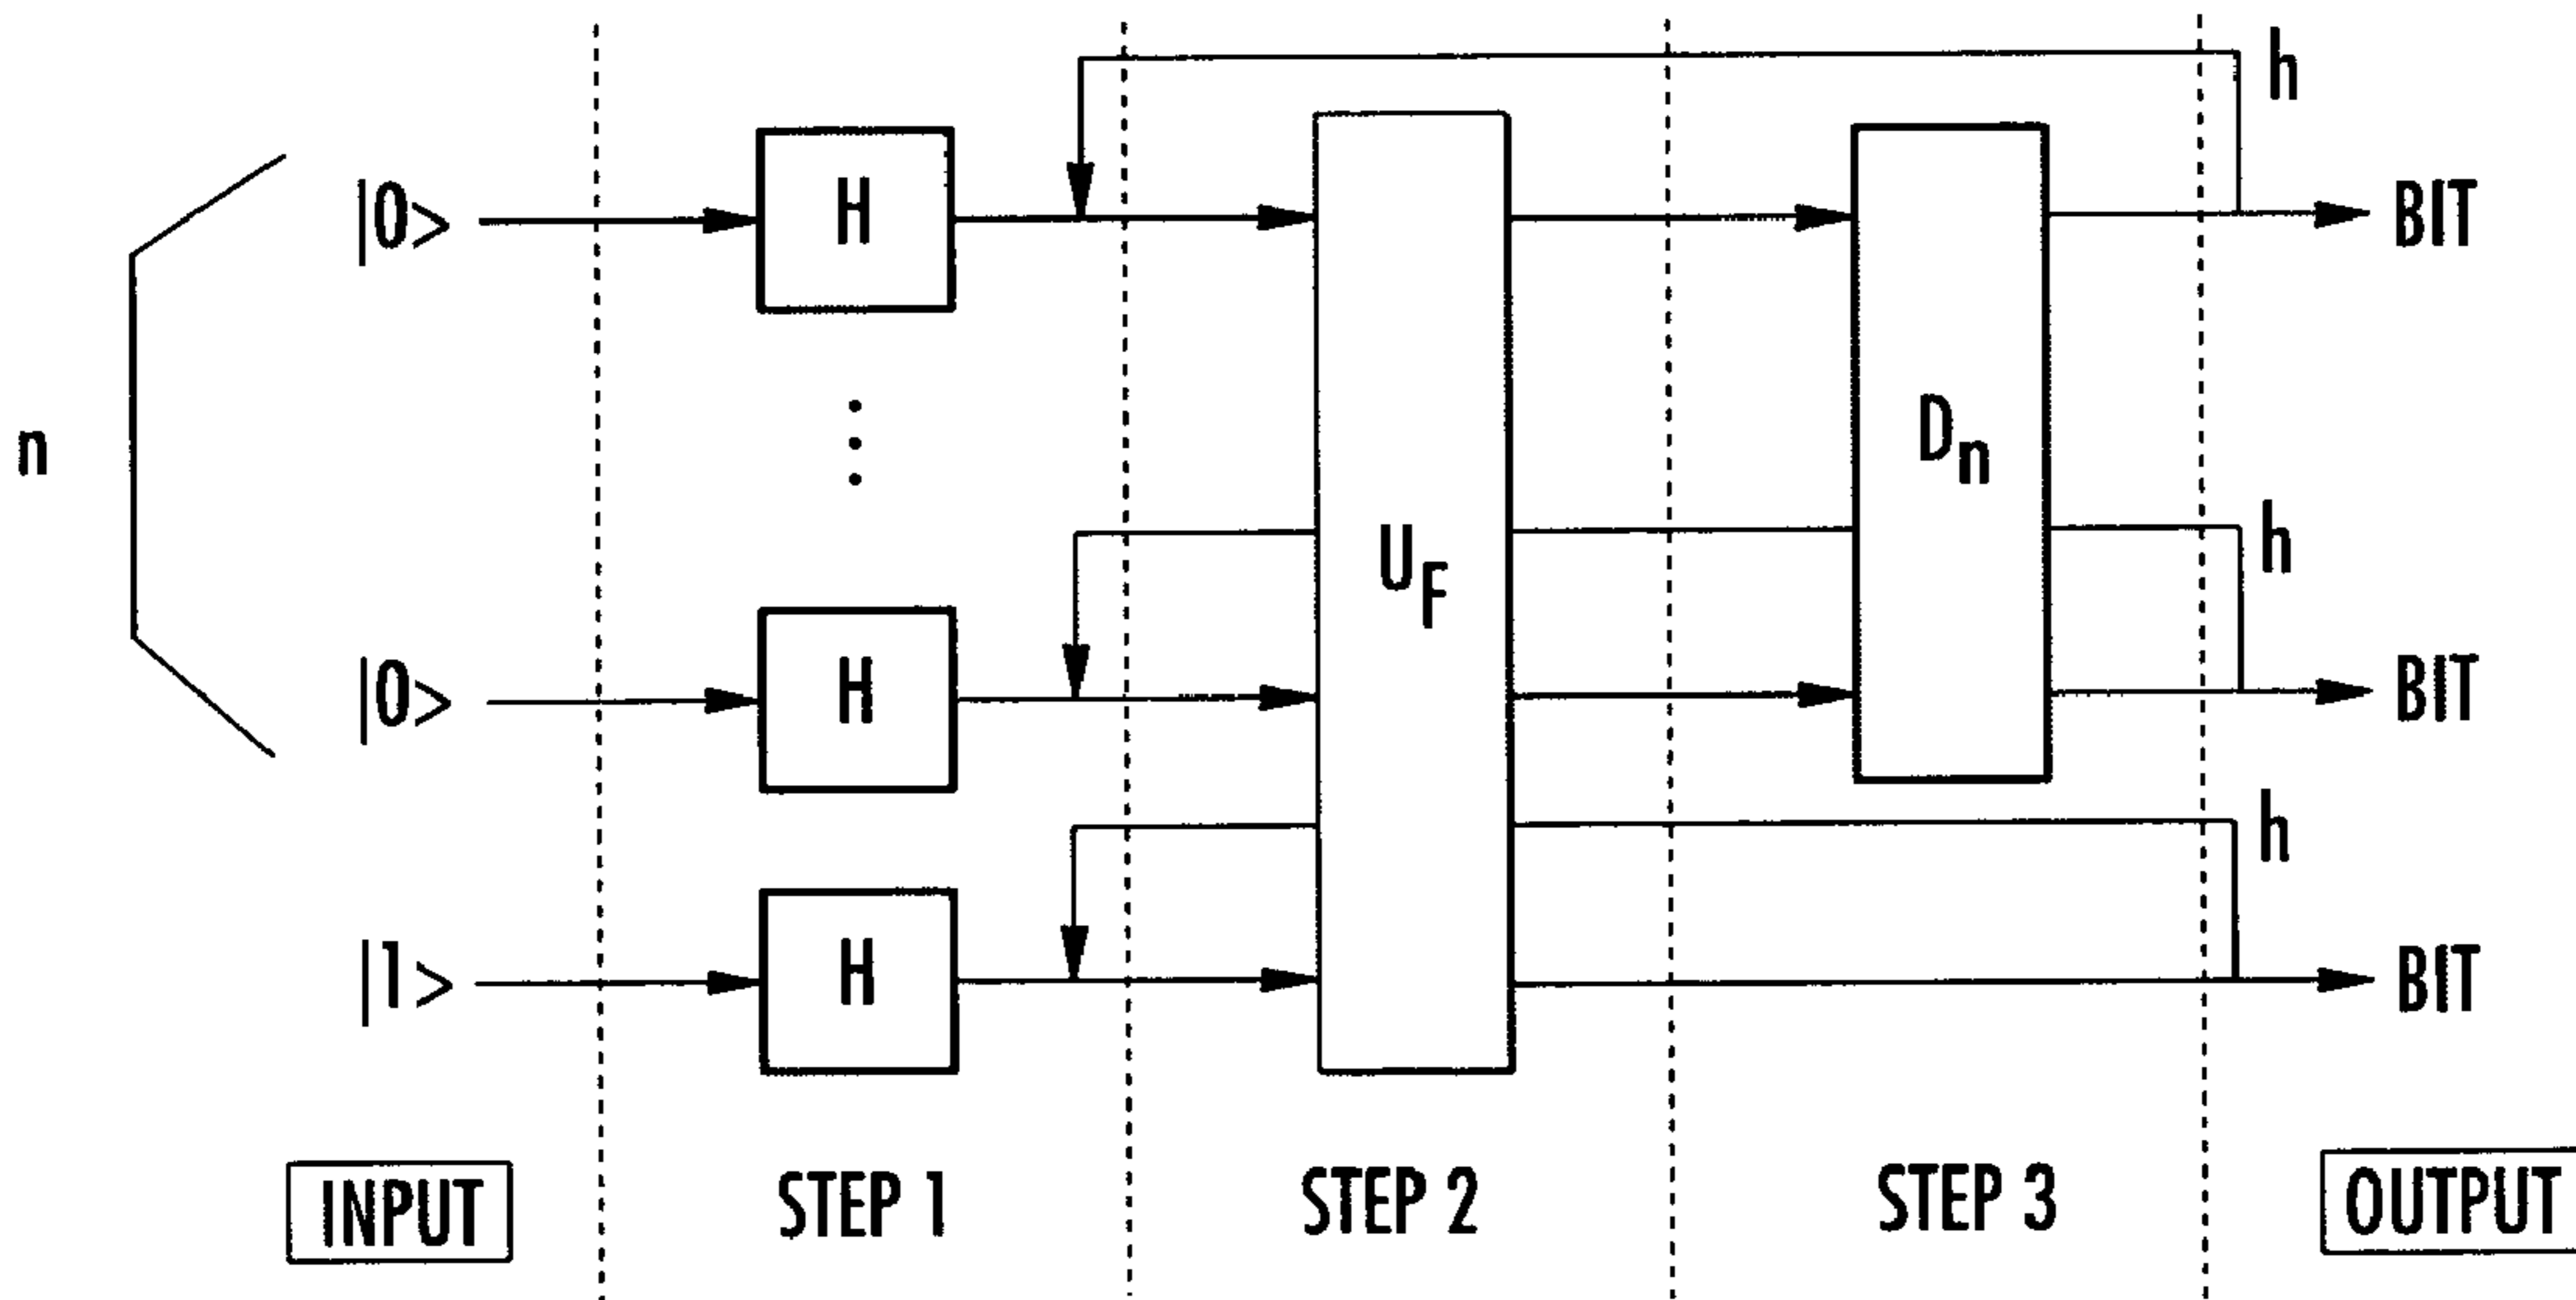 h
|0> H BIT
n
D_n
U_F
h
|0> H BIT
h
|1> H BIT
INPUT STEP 1 STEP 2 STEP 3 OUTPUT